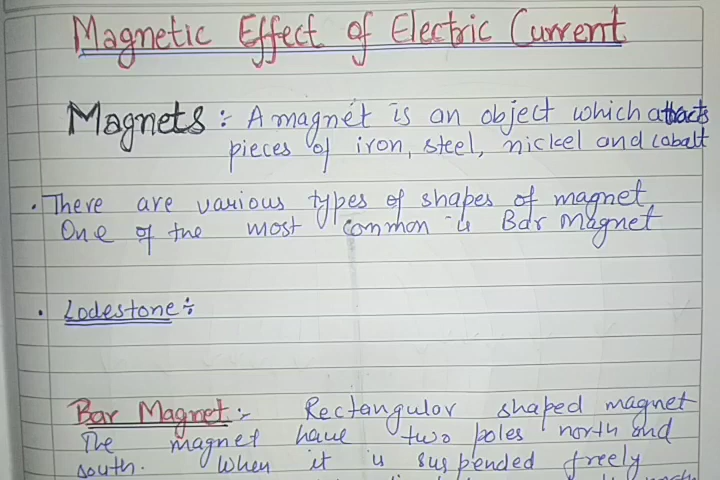 Magnetic Effect of Electric Current
Magnets :- A magnet is an object which attracts
pieces of iron, steel, nickel and cobalt
• There are various types of shapes of magnet
One of the most common is Bar Magnet
• Lodestone :-
Bar Magnet :- Rectangular shaped magnet
The magnet have two poles north and
south. When it is suspended freely